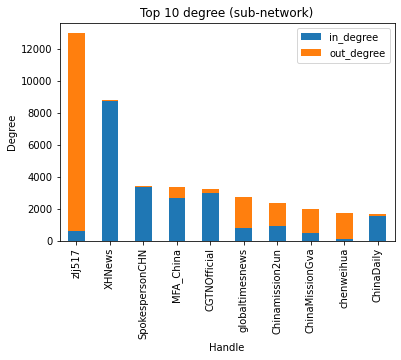 Top 10 degree (sub-network)
in_degree
out_degree
Degree
12000
10000
8000
6000
4000
2000
0
zlj517
XHNews
SpokespersonCHN
MFA_China
CGTNOfficial
globaltimesnews
Chinamission2un
ChinaMissionGva
chenweihua
ChinaDaily
Handle